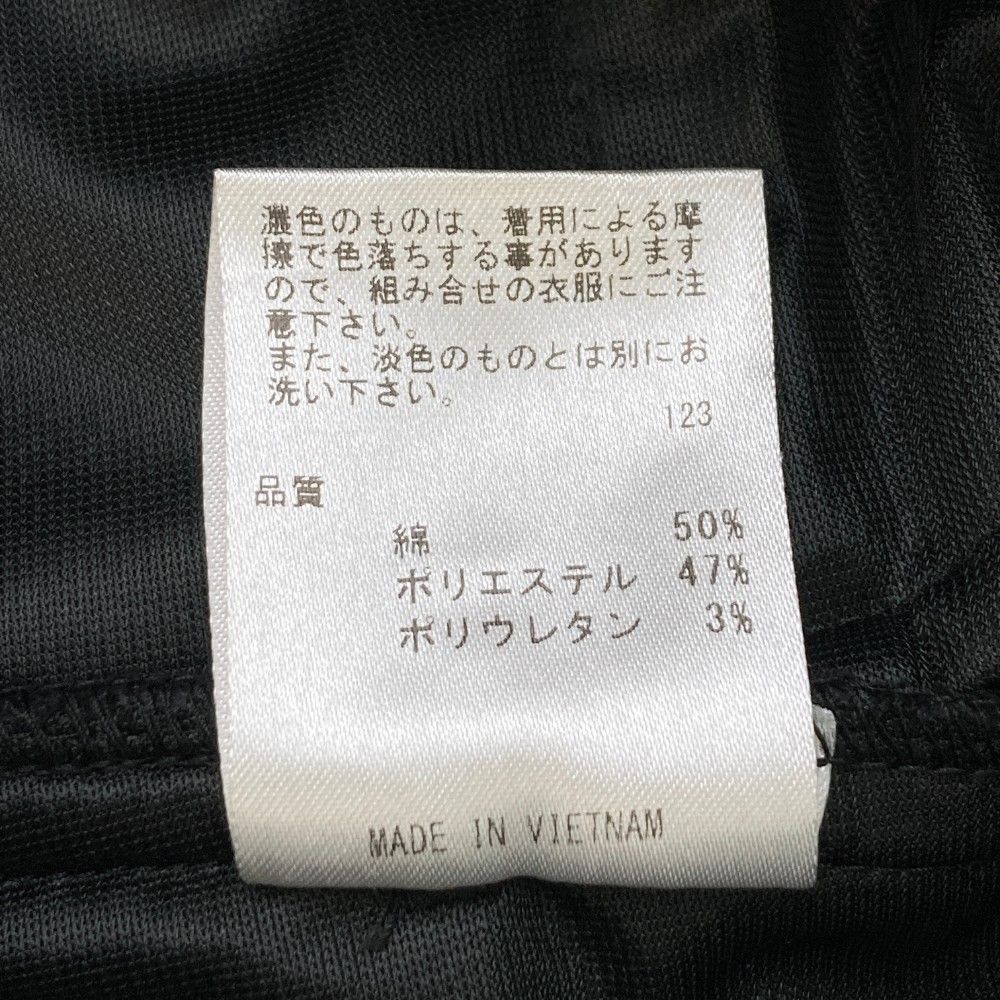 濃色のものは、着用による摩
擦で色落ちする事があります
ので、組み合せの衣服にご注
意下さい。
また、淡色のものとは別にお
洗い下さい。
123
品質
綿 50%
ポリエステル 47%
ポリウレタン 3%
MADE IN VIETNAM